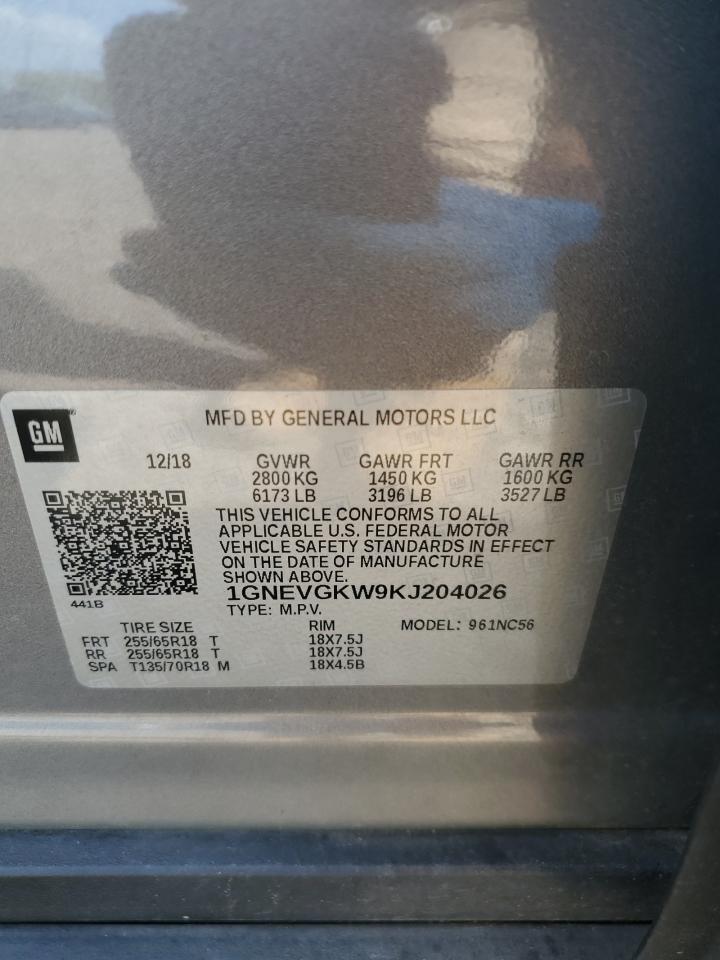 GM
MFD BY GENERAL MOTORS LLC
12/18 GVWR GAWR FRT GAWR RR
2800 KG 1450 KG 1600 KG
6173 LB 3196 LB 3527 LB
THIS VEHICLE CONFORMS TO ALL
APPLICABLE U.S. FEDERAL MOTOR
VEHICLE SAFETY STANDARDS IN EFFECT
ON THE DATE OF MANUFACTURE
SHOWN ABOVE.
1GNEVGKW9KJ204026
441B
TYPE: M.P.V.
TIRE SIZE RIM MODEL: 961NC56
FRT 255/65R18 T 18X7.5J
RR 255/65R18 T 18X7.5J
SPA T135/70R18 M 18X4.5B